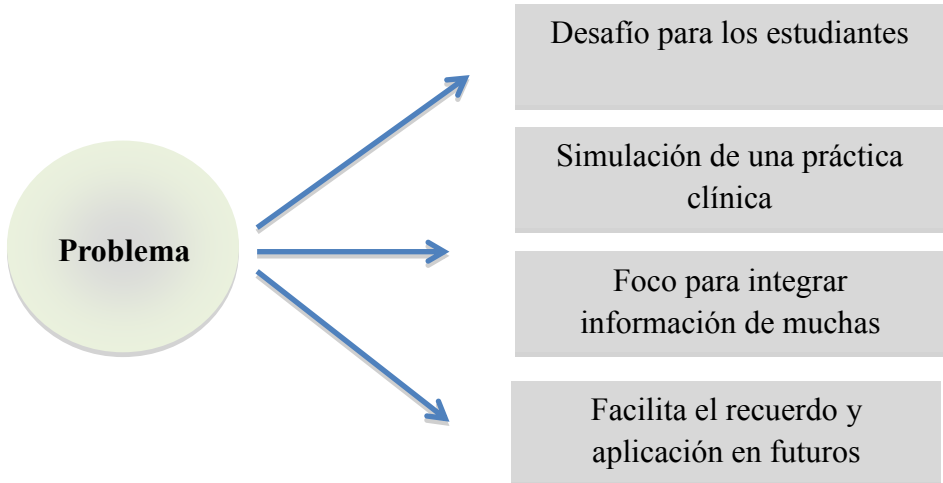 Desafío para los estudiantes
Simulación de una práctica
clínica
Problema
Foco para integrar
información de muchas
Facilita el recuerdo y
aplicación en futuros